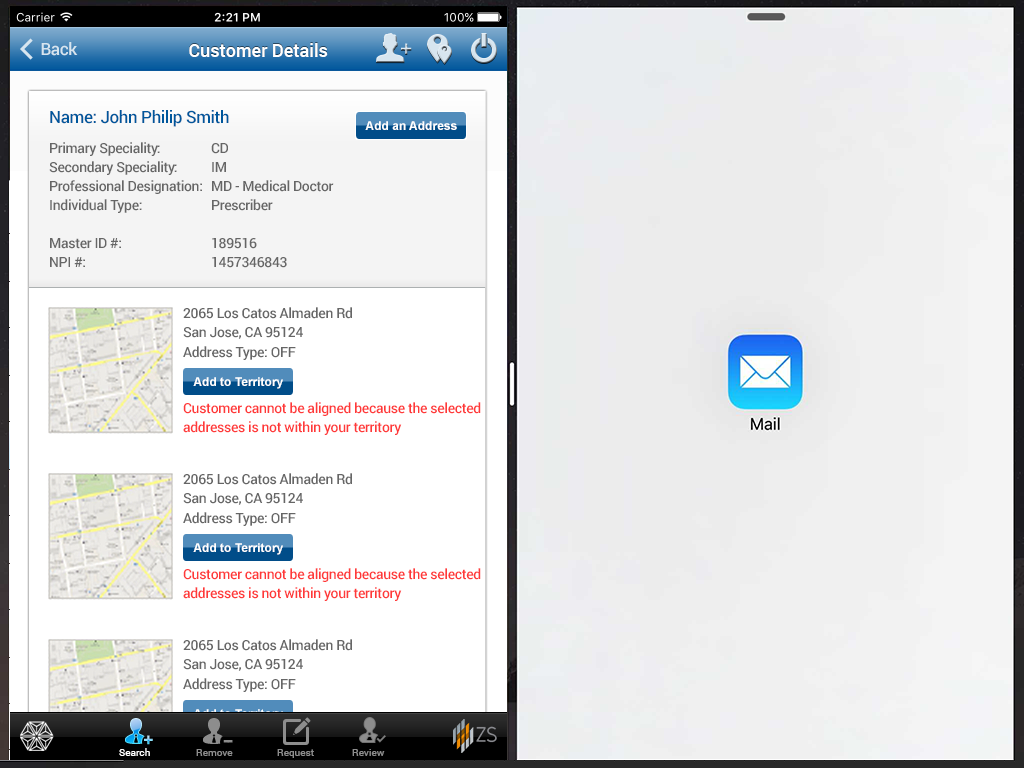 Carrier 2:21 PM 100%
Back Customer Details
Name: John Philip Smith
Add an Address
Primary Speciality: CD
Secondary Speciality: IM
Professional Designation: MD - Medical Doctor
Individual Type: Prescriber
Master ID #: 189516
NPI #: 1457346843
2065 Los Catos Almaden Rd
San Jose, CA 95124
Address Type: OFF
Add to Territory
Customer cannot be aligned because the selected
addresses is not within your territory
2065 Los Catos Almaden Rd
San Jose, CA 95124
Address Type: OFF
Add to Territory
Customer cannot be aligned because the selected
addresses is not within your territory
2065 Los Catos Almaden Rd
San Jose, CA 95124
Address Type: OFF
Add to Territory
Search Remove Request Review ZS
Mail